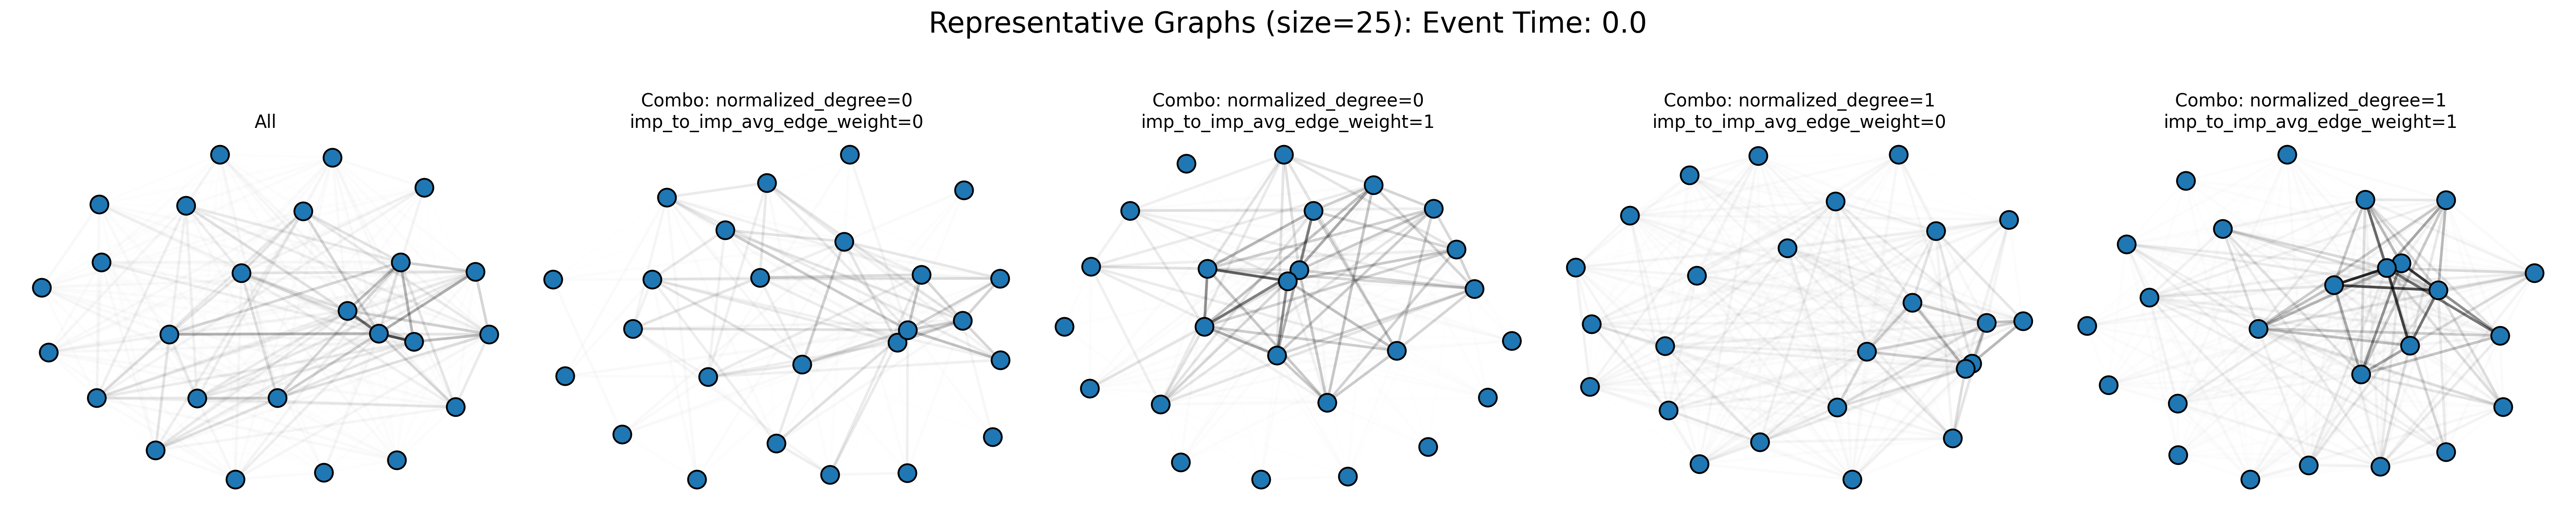 Representative Graphs (size=25): Event Time: 0.0
All
Combo: normalized_degree=0
imp_to_imp_avg_edge_weight=0
Combo: normalized_degree=0
imp_to_imp_avg_edge_weight=1
Combo: normalized_degree=1
imp_to_imp_avg_edge_weight=0
Combo: normalized_degree=1
imp_to_imp_avg_edge_weight=1